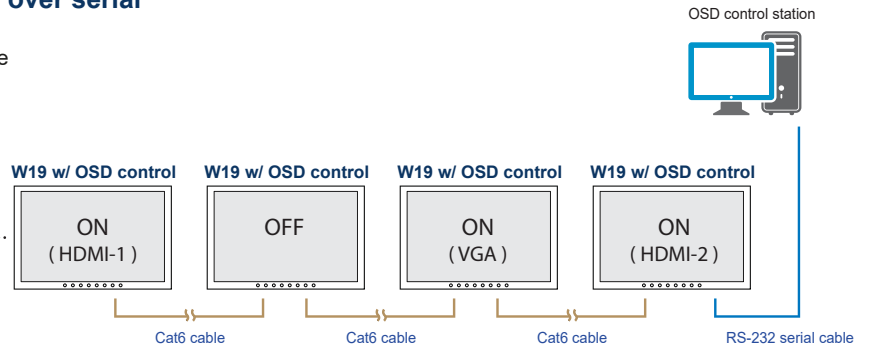 over serial
OSD control station
e
W19 w/ OSD control W19 w/ OSD control W19 w/ OSD control W19 w/ OSD control
ON OFF ON ON
( HDMI-1 ) ( VGA ) ( HDMI-2 )
.
Cat6 cable Cat6 cable Cat6 cable RS-232 serial cable